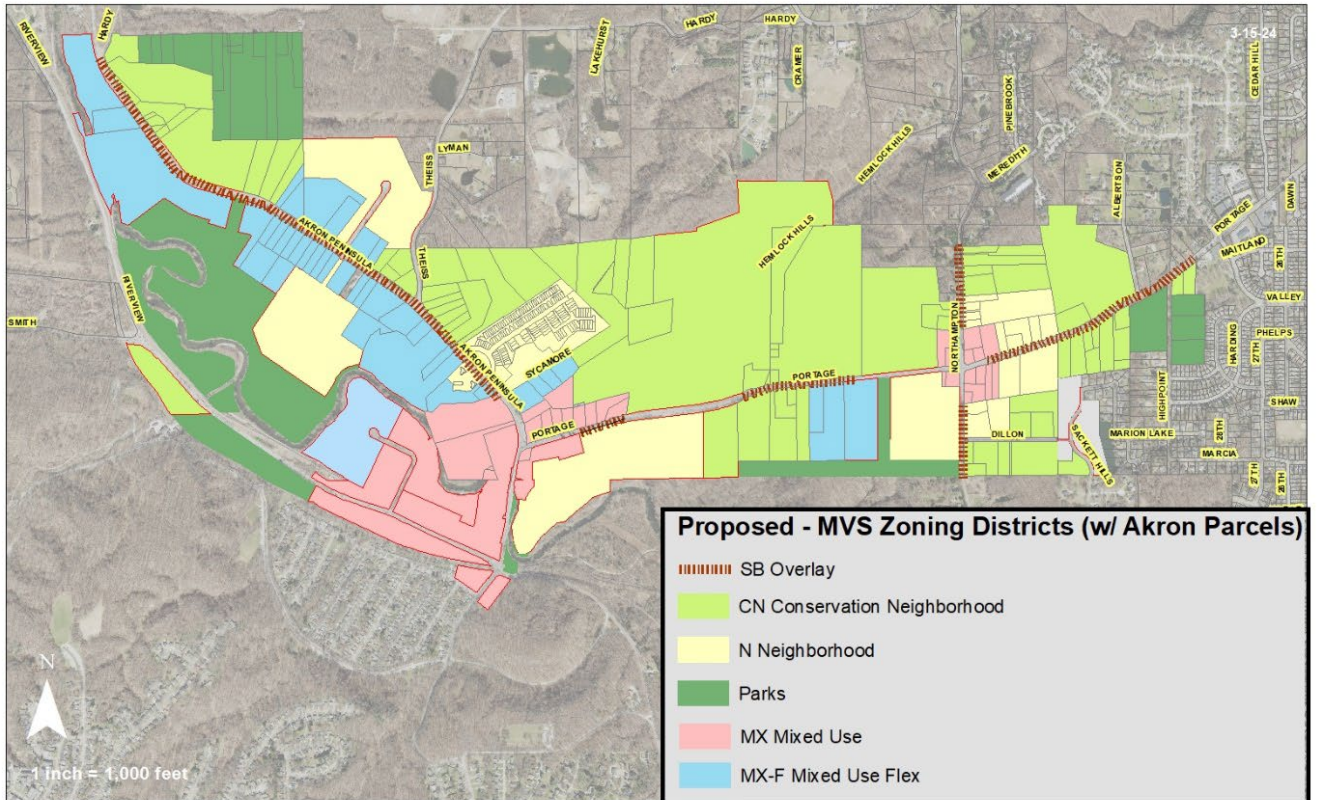 RIVERVIEW
HARDY
LAKEHURST
HARDY
HARDY
CRAMER
3-15-24
CEDAR HILL
PINEBROOK
MEREDITH
THEISS
LYMAN
HEMLOCK HILLS
ALBERTSON
PORTAGE
DAWN
MAITLAND
26TH
AKRON PENINSULA
THEISS
HEMLOCK HILLS
RIVERVIEW
SMITH
NORTHAMPTON
VALLEY
HARDING
PHELPS
27TH
AKRON PENINSULA
SYCAMORE
PORTAGE
HIGHPOINT
SHAW
PORTAGE
DILLON
SACKETT HILLS
MARION LAKE
26TH
MARCIA
27TH
26TH
Proposed - MVS Zoning Districts (w/ Akron Parcels)
SB Overlay
CN Conservation Neighborhood
N Neighborhood
Parks
MX Mixed Use
MX-F Mixed Use Flex
N
1 inch = 1,000 feet